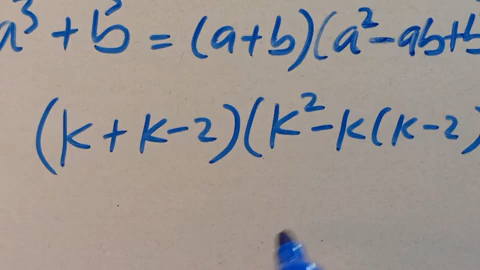 a³ + b³ = (a+b)(a²-ab+b
(k+k-2)(k²-k(k-2)